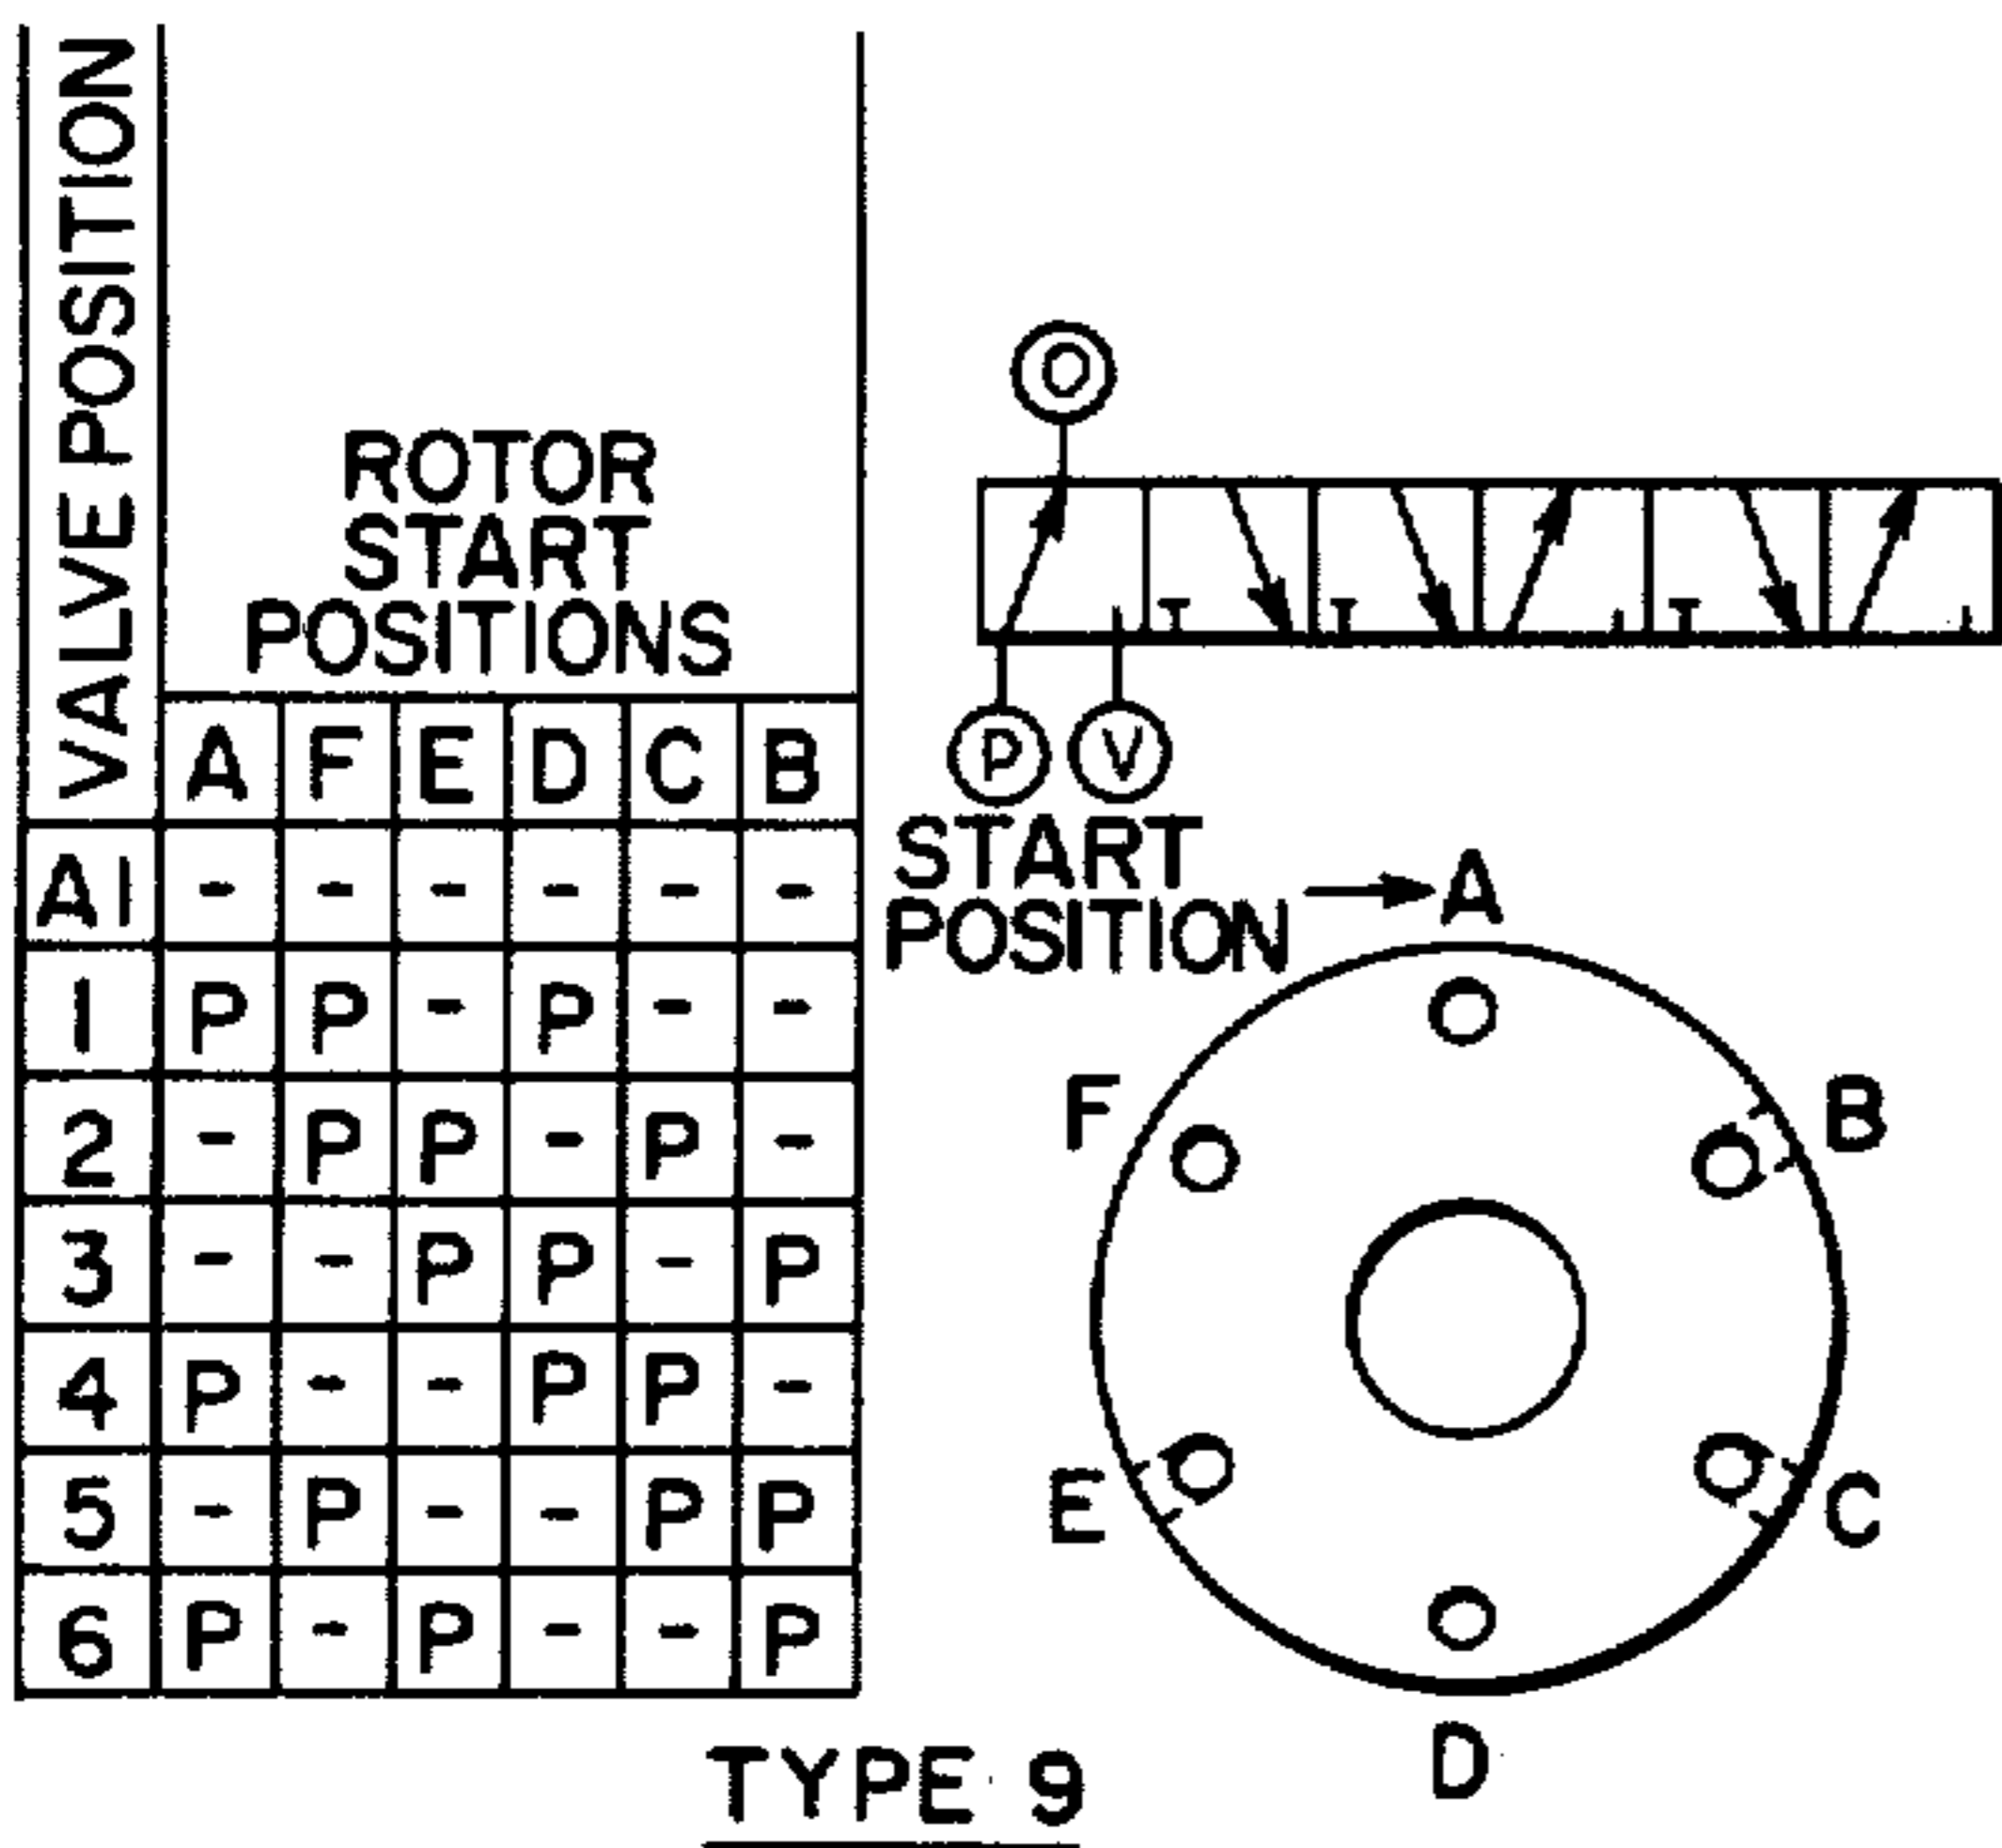 VALVE POSITION
ROTOR
START
POSITIONS
A F E D C B
A1 - - - - - -
1 P P - P - -
2 - P P - P -
3 - - P P - P
4 P - - P P -
5 - P - - P P
6 P - P - - P
O
P V
START
POSITION
A
F B
E C
D
TYPE 9